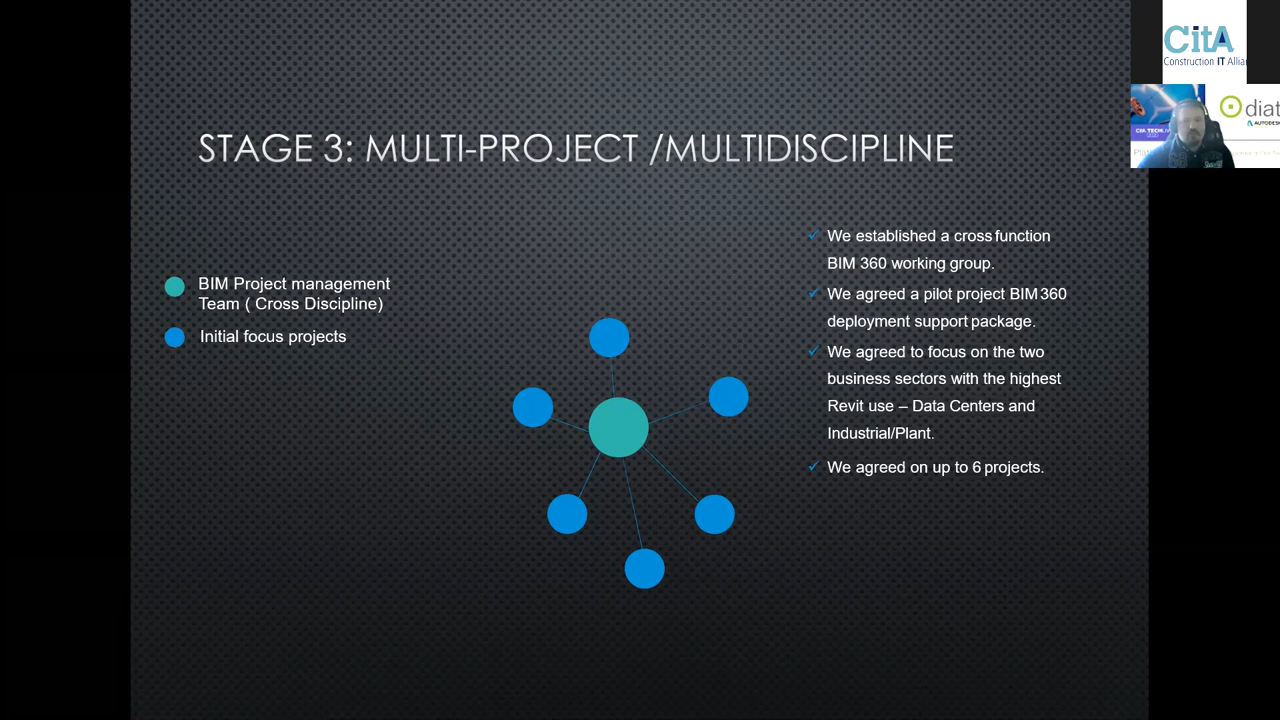 STAGE 3: MULTI-PROJECT /MULTIDISCIPLINE
BIM Project management
Team ( Cross Discipline)
Initial focus projects
We established a cross function
BIM 360 working group.
We agreed a pilot project BIM 360
deployment support package.
We agreed to focus on the two
business sectors with the highest
Revit use – Data Centers and
Industrial/Plant.
We agreed on up to 6 projects.
CitA
Construction IT Allia
diat
AUTODES